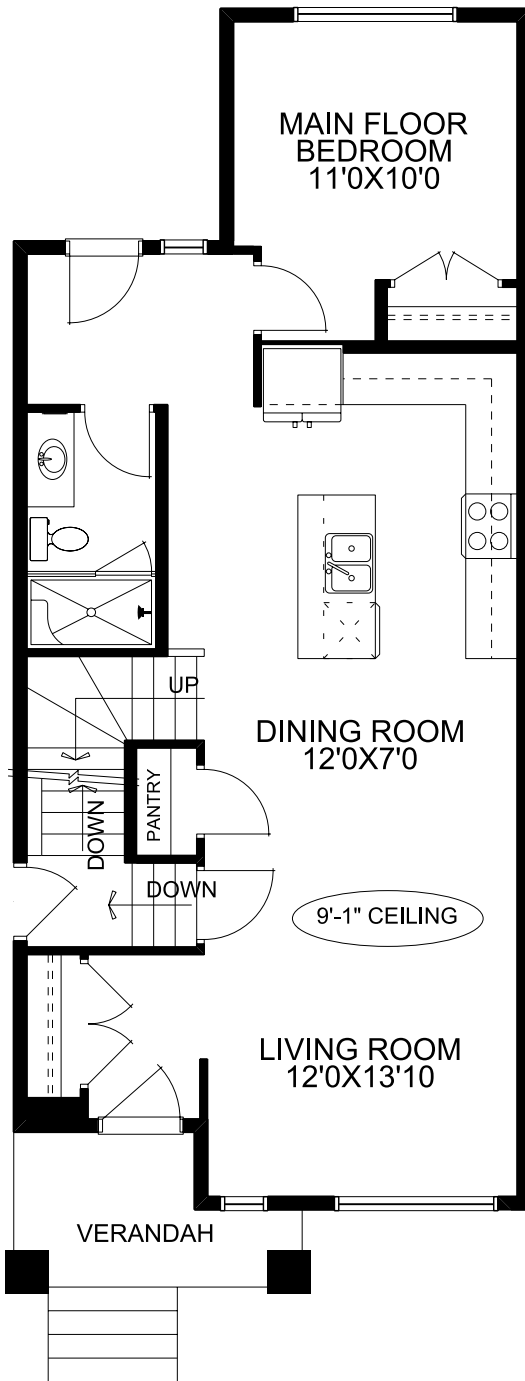 MAIN FLOOR
BEDROOM
11'0X10'0
UP
DINING ROOM
12'0X7'0
PANTRY
DOWN
DOWN
9'-1" CEILING
LIVING ROOM
12'0X13'10
VERANDAH